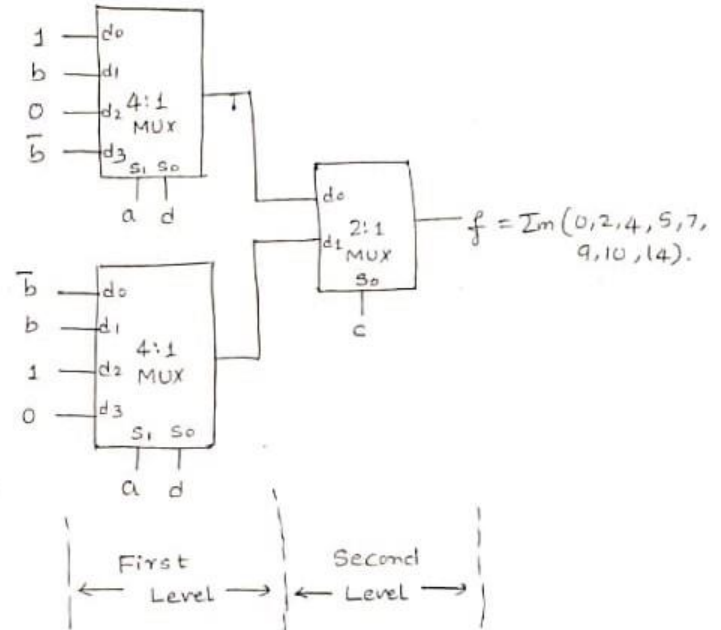 1 d0
b d1
0 d2 4:1
MUX
b̅ d3
S1 S0
a d
d0
2:1
d1 MUX
S0
c
f = Σm (0,2,4,5,7,
9,10,14).
b̅ d0
b d1
4:1
1 d2 MUX
0 d3
S1 S0
a d
First Level
Second Level